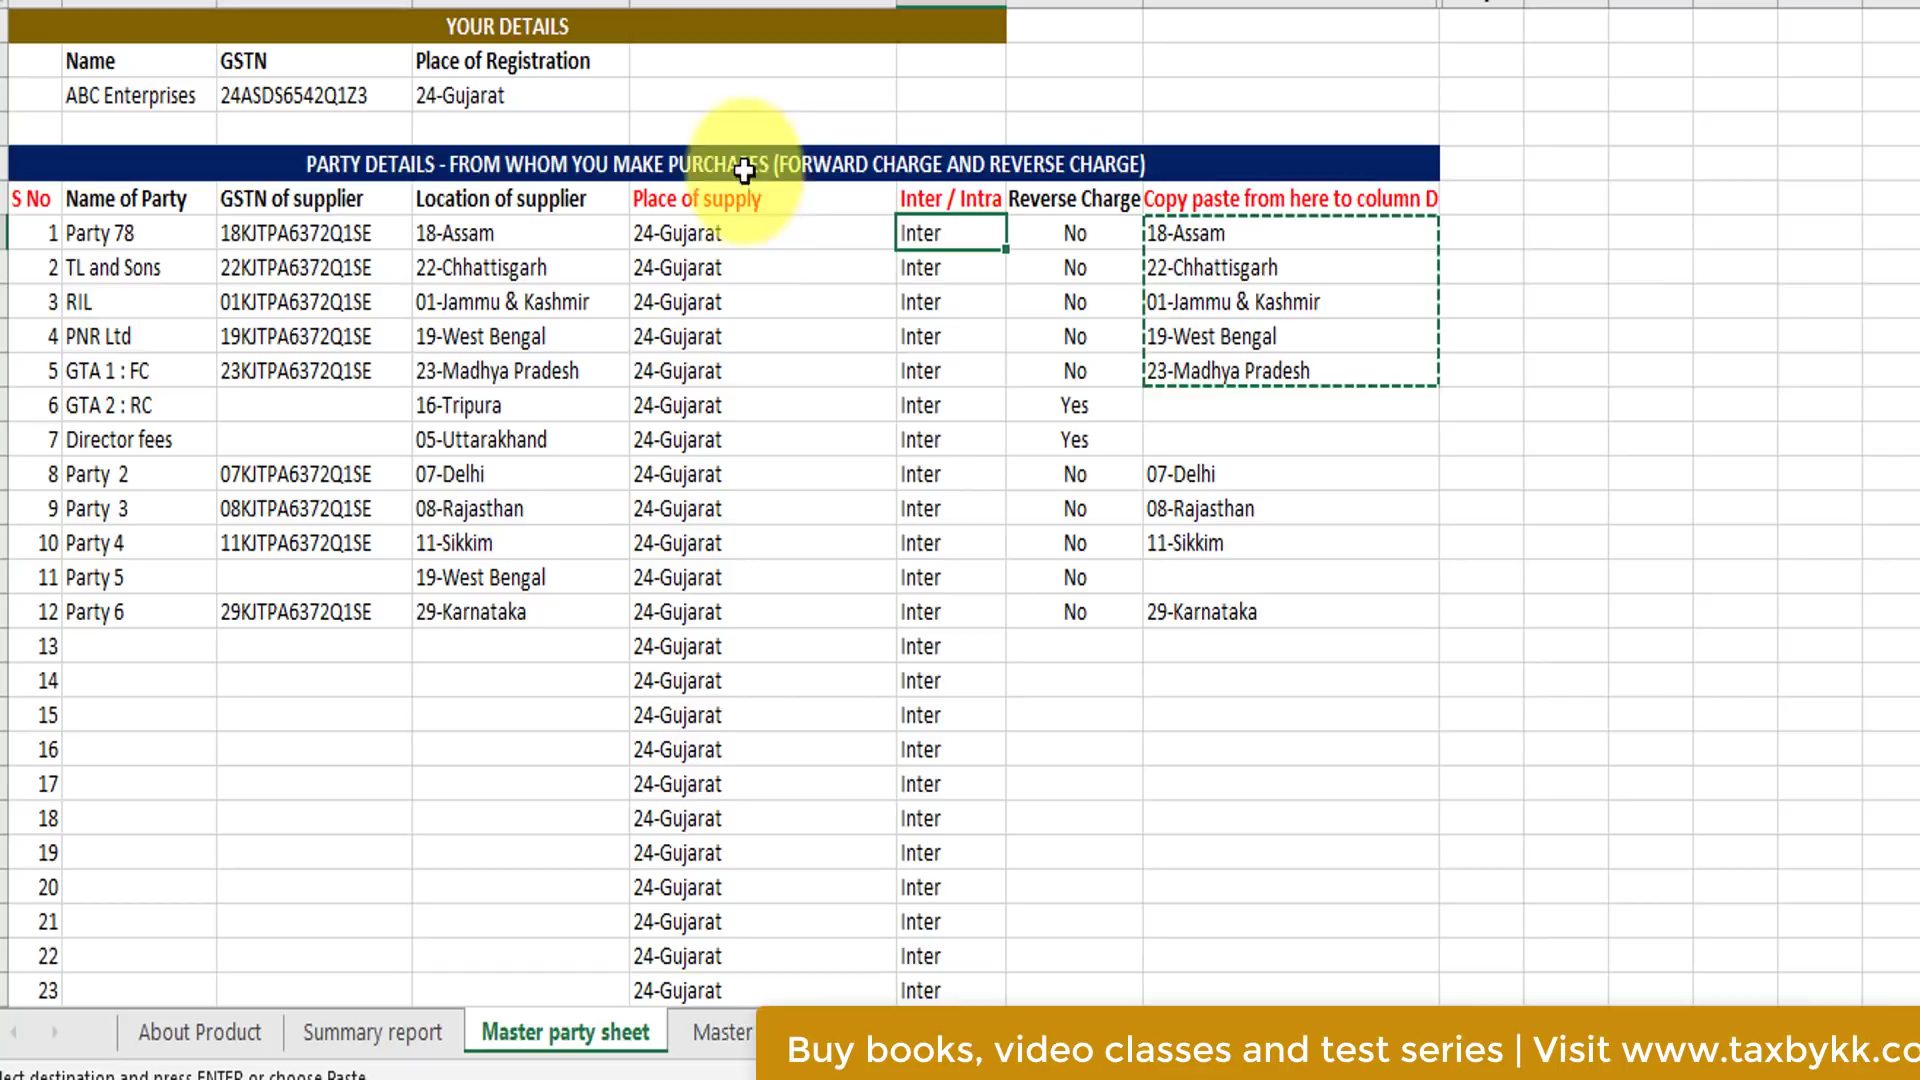 YOUR DETAILS
Name GSTN Place of Registration
ABC Enterprises 24ASDS6542Q1Z3 24-Gujarat
PARTY DETAILS - FROM WHOM YOU MAKE PURCHASES (FORWARD CHARGE AND REVERSE CHARGE)
S No Name of Party GSTN of supplier Location of supplier Place of supply Inter / Intra Reverse Charge Copy paste from here to column D
1 Party 78 18KJTPA6372Q1SE 18-Assam 24-Gujarat Inter No 18-Assam
2 TL and Sons 22KJTPA6372Q1SE 22-Chhattisgarh 24-Gujarat Inter No 22-Chhattisgarh
3 RIL 01KJTPA6372Q1SE 01-Jammu & Kashmir 24-Gujarat Inter No 01-Jammu & Kashmir
4 PNR Ltd 19KJTPA6372Q1SE 19-West Bengal 24-Gujarat Inter No 19-West Bengal
5 GTA 1 : FC 23KJTPA6372Q1SE 23-Madhya Pradesh 24-Gujarat Inter No 23-Madhya Pradesh
6 GTA 2 : RC 16-Tripura 24-Gujarat Inter Yes
7 Director fees 05-Uttarakhand 24-Gujarat Inter Yes
8 Party 2 07KJTPA6372Q1SE 07-Delhi 24-Gujarat Inter No 07-Delhi
9 Party 3 08KJTPA6372Q1SE 08-Rajasthan 24-Gujarat Inter No 08-Rajasthan
10 Party 4 11KJTPA6372Q1SE 11-Sikkim 24-Gujarat Inter No 11-Sikkim
11 Party 5 19-West Bengal 24-Gujarat Inter No
12 Party 6 29KJTPA6372Q1SE 29-Karnataka 24-Gujarat Inter No 29-Karnataka
13 24-Gujarat Inter
14 24-Gujarat Inter
15 24-Gujarat Inter
16 24-Gujarat Inter
17 24-Gujarat Inter
18 24-Gujarat Inter
19 24-Gujarat Inter
20 24-Gujarat Inter
21 24-Gujarat Inter
22 24-Gujarat Inter
23 24-Gujarat Inter
About Product Summary report Master party sheet Master
Buy books, video classes and test series | Visit www.taxbykk.co
destination and press ENTER or choose Paste